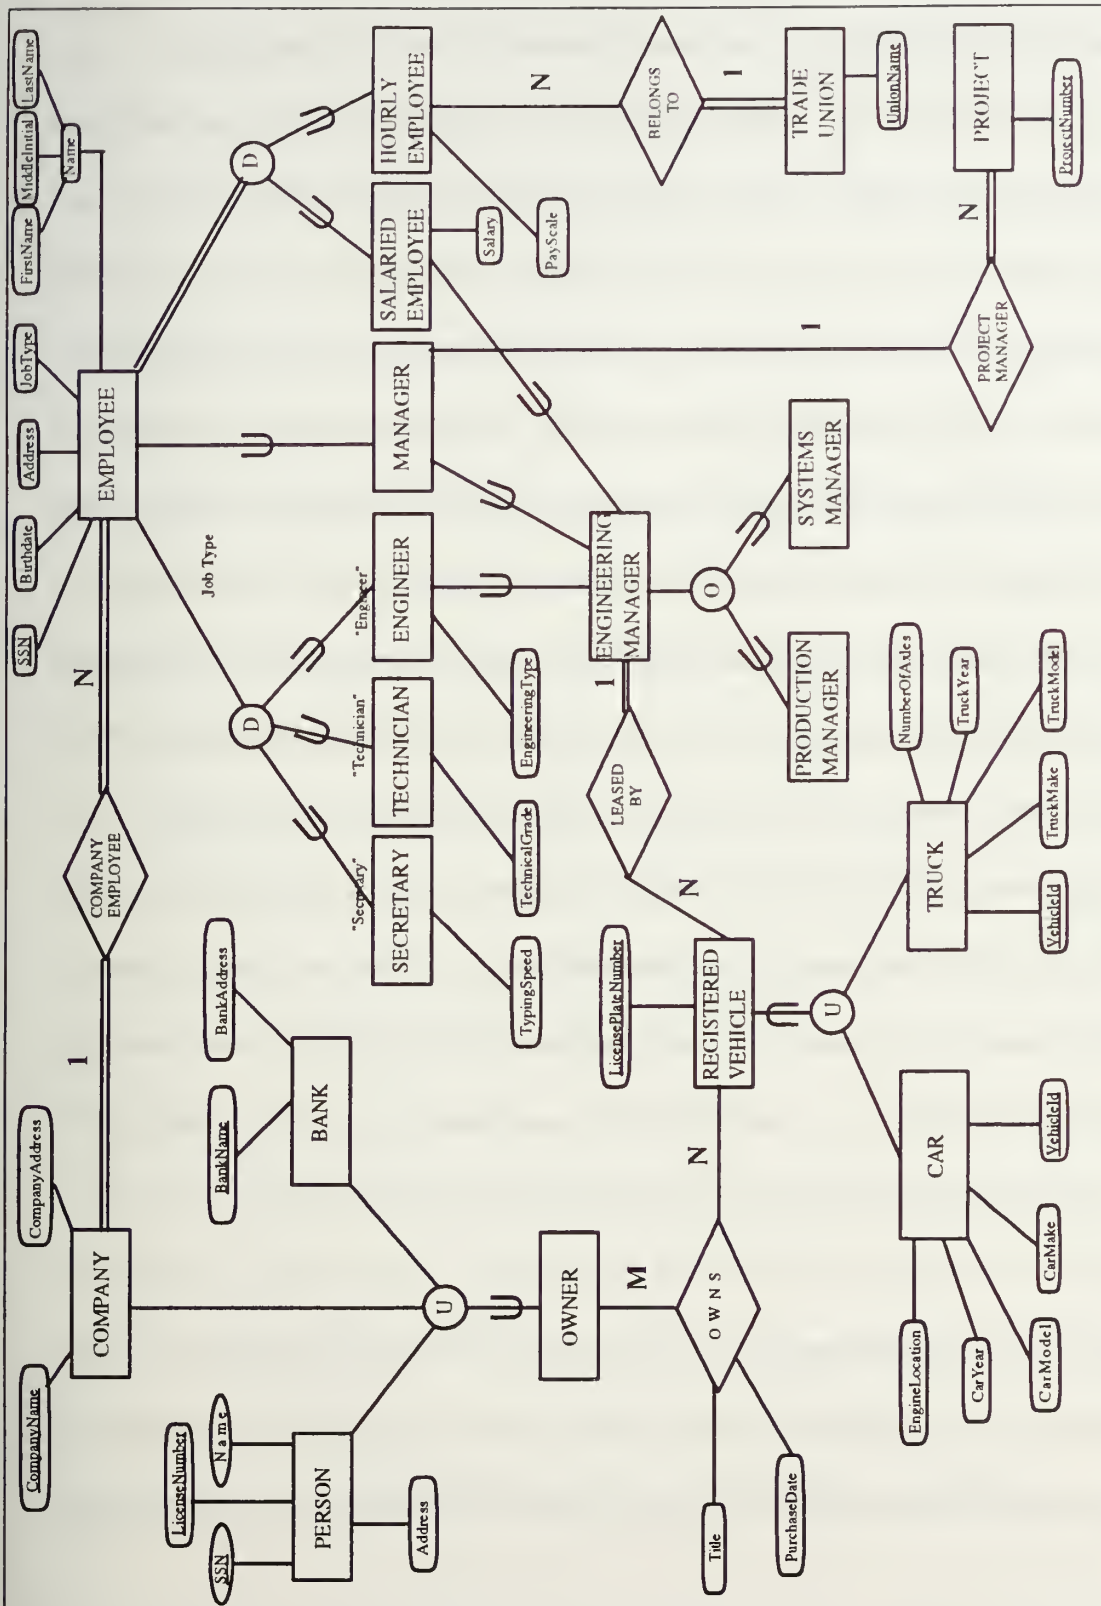 CompanyName
CompanyAddress
COMPANY
1
COMPANY
EMPLOYEE
N
SSN
Birthdate
Address
JobType
FirstName
MiddleInitial
LastName
Name
EMPLOYEE
LicenseNumber
SSN
Name
PERSON
Address
BankName
BankAddress
BANK
U
D
Job Type
D
"Secretary"
"Technician"
"Engineer"
SECRETARY
TECHNICIAN
ENGINEER
MANAGER
SALARIED
EMPLOYEE
HOURLY
EMPLOYEE
TypingSpeed
TechnicalGrade
EngineeringType
Salary
PayScale
N
BELONGS
TO
1
TRADE
UNION
UnionName
OWNER
M
OWNS
Title
PurchaseDate
N
LicensePlateNumber
REGISTERED
VEHICLE
N
LEASED
BY
1
ENGINEERING
MANAGER
O
PRODUCTION
MANAGER
SYSTEMS
MANAGER
1
PROJECT
MANAGER
N
PROJECT
ProjectNumber
U
CAR
EngineLocation
CarYear
CarModel
CarMake
VehicleId
TRUCK
VehicleId
TruckMake
TruckModel
TruckYear
NumberOfAxles